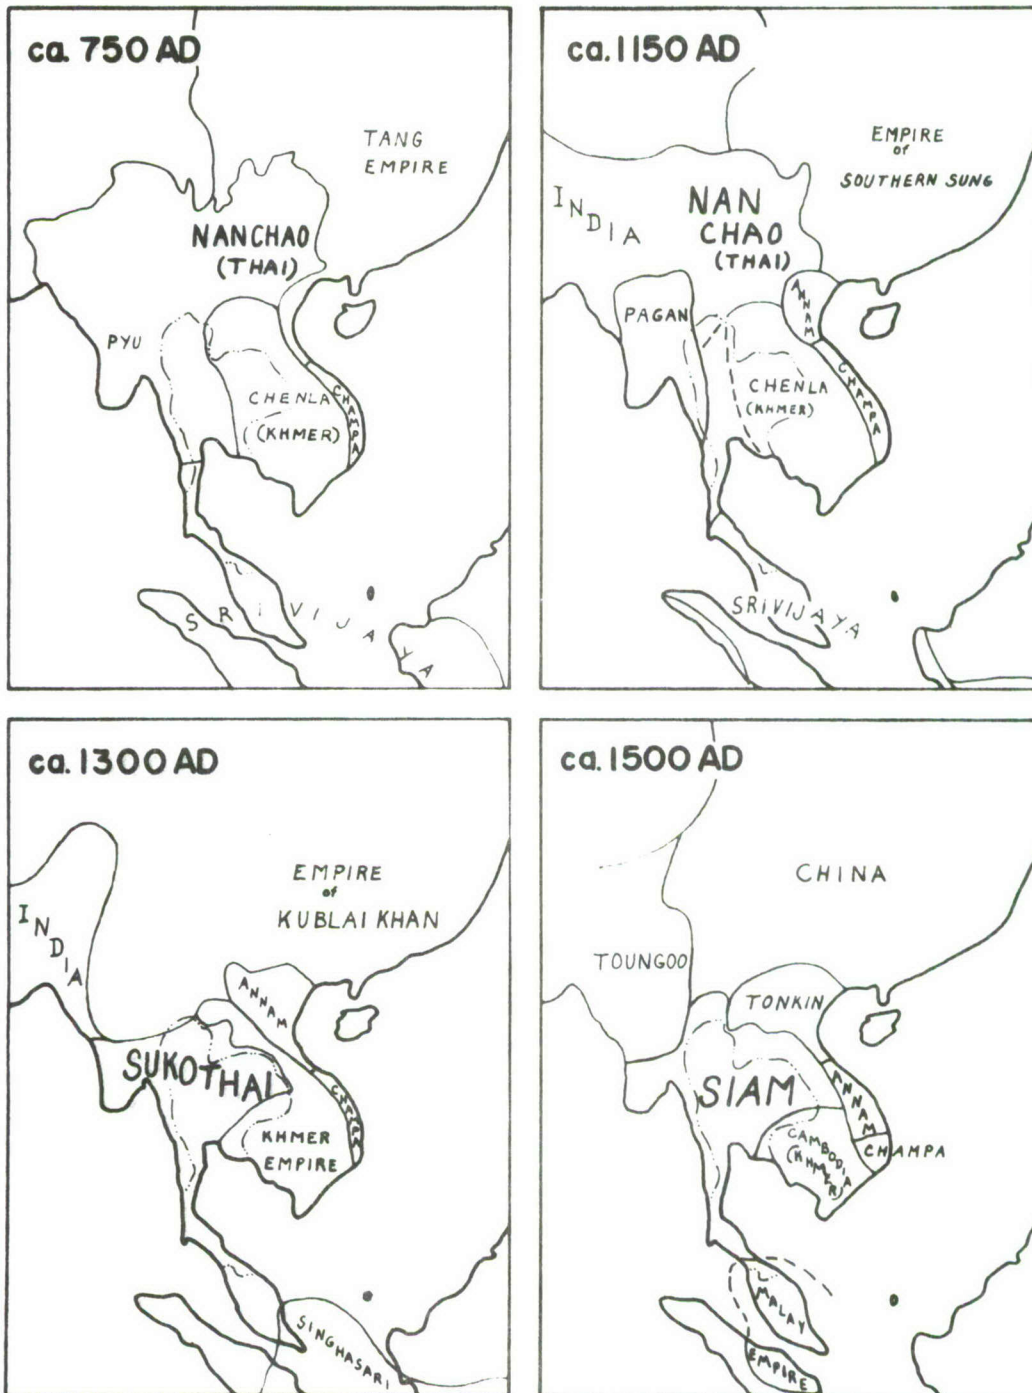 ca. 750 AD
TANG
EMPIRE
NANCHAO
(THAI)
PYU
CHENLA
(KHMER)
CHAMPA
SRIVIJAYA
ca. 1150 AD
EMPIRE
of
SOUTHERN SUNG
INDIA
NAN
CHAO
(THAI)
ANNAM
PAGAN
CHENLA
(KHMER)
CHAMPA
SRIVIJAYA
ca. 1300 AD
EMPIRE
of
KUBLAI KHAN
INDIA
ANNAM
SUKOTHAI
CHAMPA
KHMER
EMPIRE
SINGHASARI
ca. 1500 AD
CHINA
TOUNGOO
TONKIN
SIAM
ANNAM
CAMBODIA
(KHMER)
CHAMPA
MALAY
EMPIRE